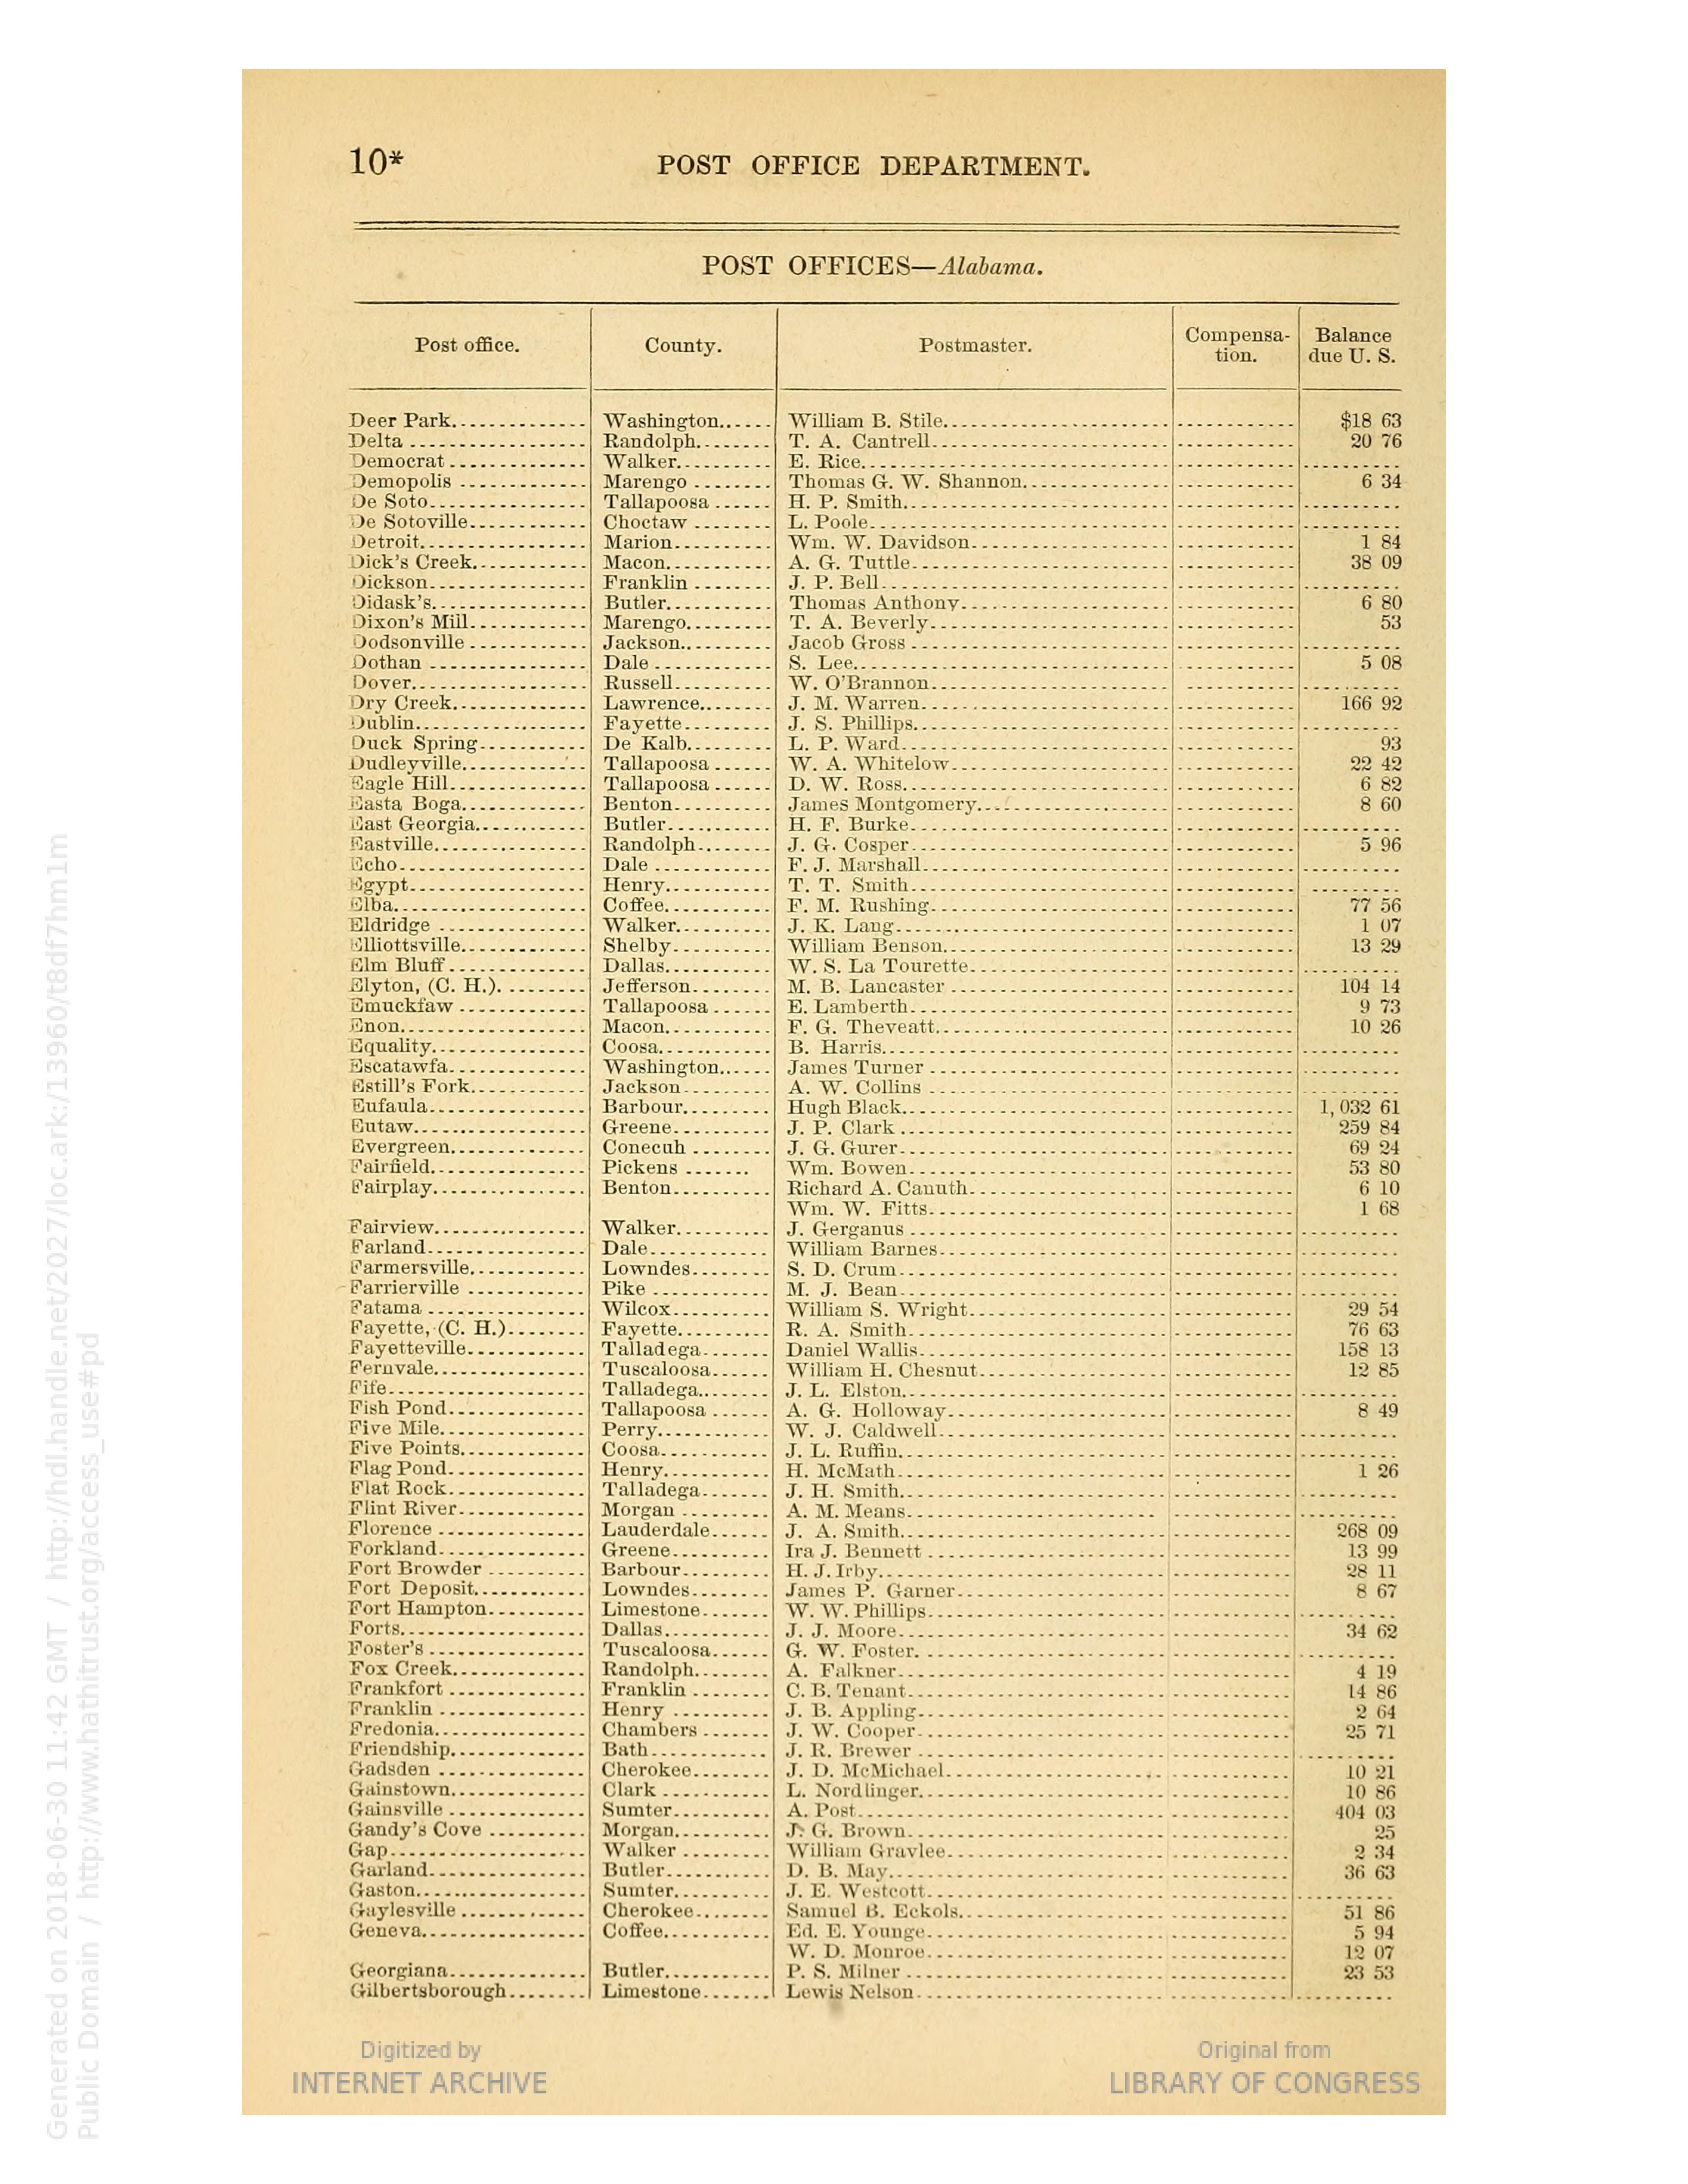 10*
POST OFFICE DEPARTMENT.
POST OFFICES—Alabama.
Post office. County. Postmaster. Compensa-tion. Balance due U. S.
Deer Park Washington William B. Stile $18 63
Delta Randolph T. A. Cantrell 20 76
Democrat Walker E. Rice
Demopolis Marengo Thomas G. W. Shannon 6 34
De Soto Tallapoosa H. P. Smith
De Sotoville Choctaw L. Poole
Detroit Marion Wm. W. Davidson 1 84
Dick's Creek Macon A. G. Tuttle 38 09
Dickson Franklin J. P. Bell
Didask's Butler Thomas Anthony 6 80
Dixon's Mill Marengo T. A. Beverly 53
Dodsonville Jackson Jacob Gross
Dothan Dale S. Lee 5 08
Dover Russell W. O'Brannon
Dry Creek Lawrence J. M. Warren 166 92
Dublin Fayette J. S. Phillips
Duck Spring De Kalb L. P. Ward 93
Dudleyville Tallapoosa W. A. Whitelow 22 42
Eagle Hill Tallapoosa D. W. Ross 6 82
Easta Boga Benton James Montgomery 8 60
East Georgia Butler H. F. Burke
Eastville Randolph J. G. Cosper 5 96
Echo Dale F. J. Marshall
Egypt Henry T. T. Smith
Elba Coffee F. M. Rushing 77 56
Eldridge Walker J. K. Lang 1 07
Elliottsville Shelby William Benson 13 29
Elm Bluff Dallas W. S. La Tourette
Elyton, (C. H.) Jefferson M. B. Lancaster 104 14
Emuckfaw Tallapoosa E. Lamberth 9 73
Enon Macon F. G. Theveatt 10 26
Equality Coosa B. Harris
Escatawfa Washington James Turner
Estill's Fork Jackson A. W. Collins
Eufaula Barbour Hugh Black 1,032 61
Eutaw Greene J. P. Clark 259 84
Evergreen Conecuh J. G. Gurer 69 24
Fairfield Pickens Wm. Bowen 53 80
Fairplay Benton Richard A. Canuth 6 10
Wm. W. Fitts 1 68
Fairview Walker J. Gerganus
Farland Dale William Barnes
Farmersville Lowndes S. D. Crum
Farrierville Pike M. J. Bean
Fatama Wilcox William S. Wright 29 54
Fayette, (C. H.) Fayette R. A. Smith 76 63
Fayetteville Talladega Daniel Wallis 158 13
Fernvale Tuscaloosa William H. Chesnut 12 85
Fife Talladega J. L. Elston
Fish Pond Tallapoosa A. G. Holloway 8 49
Five Mile Perry W. J. Caldwell
Five Points Coosa J. L. Ruffin
Flag Pond Henry H. McMath 1 26
Flat Rock Talladega J. H. Smith
Flint River Morgan A. M. Means
Florence Lauderdale J. A. Smith 268 09
Forkland Greene Ira J. Bennett 13 99
Fort Browder Barbour H. J. Irby 28 11
Fort Deposit Lowndes James P. Garner 8 67
Fort Hampton Limestone W. W. Phillips
Forts Dallas J. J. Moore 34 62
Foster's Tuscaloosa G. W. Foster
Fox Creek Randolph A. Falkner 4 19
Frankfort Franklin C. B. Tenant 14 86
Franklin Henry J. B. Appling 2 64
Fredonia Chambers J. W. Cooper 25 71
Friendship Bath J. R. Brewer
Gadsden Cherokee J. D. McMichael 10 21
Gainstown Clark L. Nordlinger 10 86
Gainsville Sumter A. Post 404 03
Gandy's Cove Morgan J. G. Brown 25
Gap Walker William Gravlee 2 34
Garland Butler D. B. May 36 63
Gaston Sumter J. E. Westcott
Gaylesville Cherokee Samuel B. Eckols 51 86
Geneva Coffee Ed. E. Younge 5 94
W. D. Monroe 12 07
Georgiana Butler P. S. Milner 23 53
Gilbertsborough Limestone Lewis Nelson
Digitized by
INTERNET ARCHIVE
Original from
LIBRARY OF CONGRESS
Generated on 2018-06-30 11:42 GMT / http://hdl.handle.net/2027/loc.ark:/13960/t8df7hm1m
Public Domain / http://www.hathitrust.org/access_use#pd